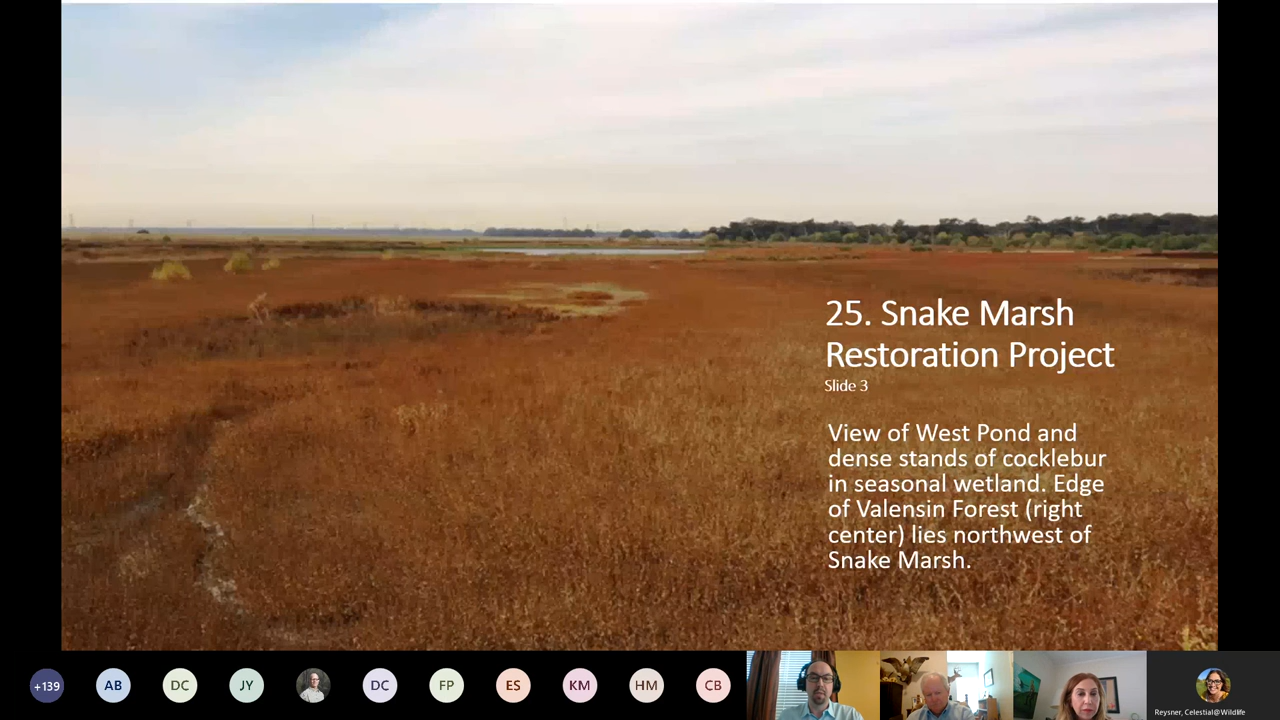 25. Snake Marsh
Restoration Project
Slide 3
View of West Pond and
dense stands of cocklebur
in seasonal wetland. Edge
of Valensin Forest (right
center) lies northwest of
Snake Marsh.
+139
AB
DC
JY
DC
FP
ES
KM
HM
CB
Reysner, Celestial@Wildlife